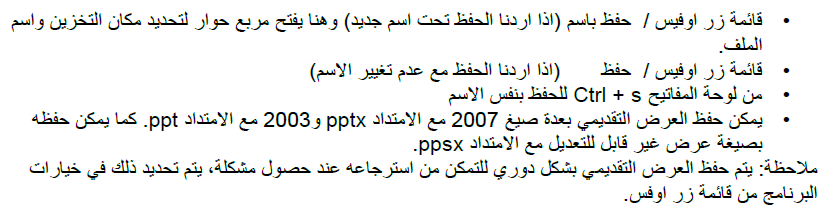 • قائمة زر اوفيس / حفظ باسم (اذا اردنا الحفظ تحت اسم جديد) وهنا يفتح مربع حوار لتحديد مكان التخزين واسم
الملف.
• قائمة زر اوفيس / حفظ (اذا اردنا الحفظ مع عدم تغيير الاسم)
• من لوحة المفاتيح Ctrl + s للحفظ بنفس الاسم
• يمكن حفظ العرض التقديمي بعدة صيغ 2007 مع الامتداد pptx و2003 مع الامتداد ppt. كما يمكن حفظه
بصيغة عرض غير قابل للتعديل مع الامتداد ppsx.
ملاحظة: يتم حفظ العرض التقديمي بشكل دوري للتمكن من استرجاعه عند حصول مشكلة، يتم تحديد ذلك في خيارات
البرنامج من قائمة زر اوفس.